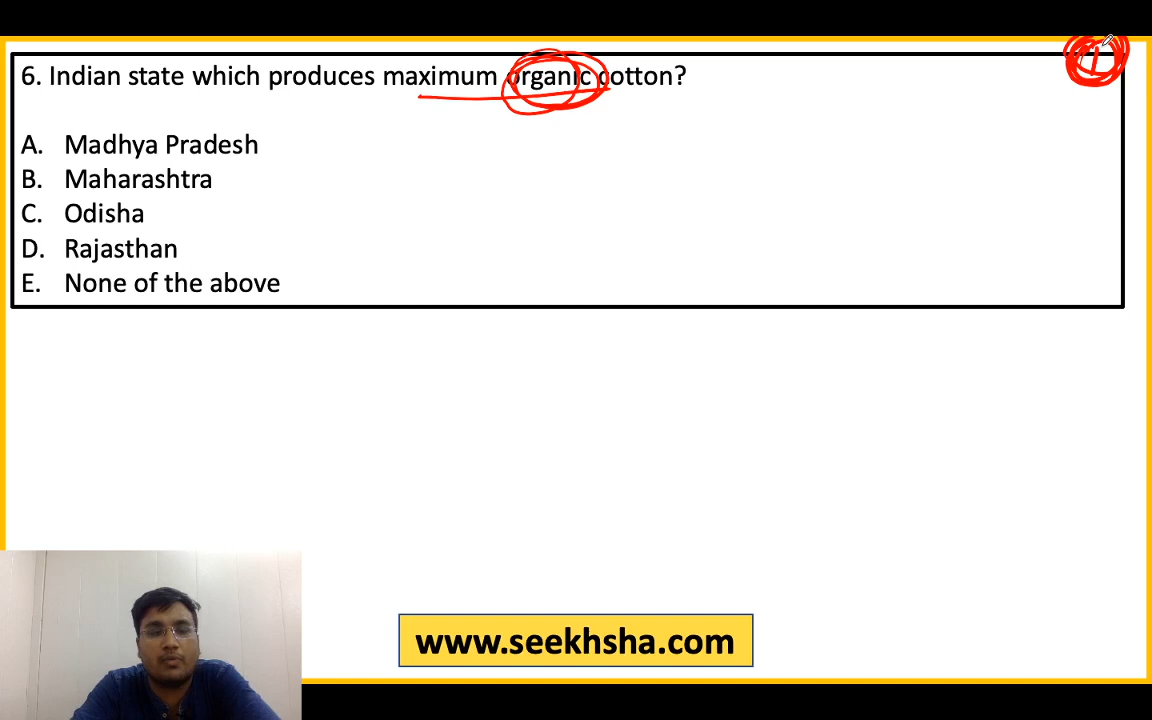 6. Indian state which produces maximum organic cotton?
A. Madhya Pradesh
B. Maharashtra
C. Odisha
D. Rajasthan
E. None of the above
www.seekhsha.com